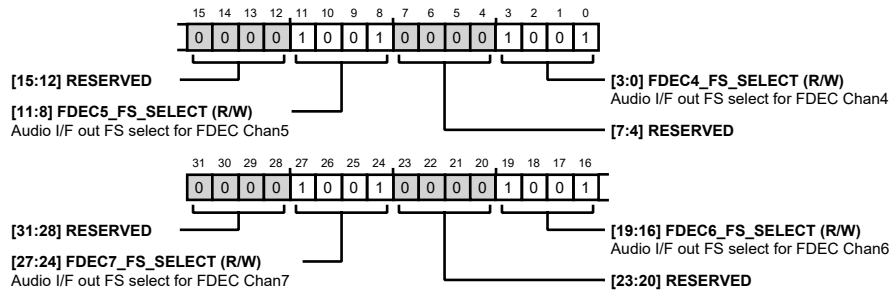 15 14 13 12 11 10 9 8 7 6 5 4 3 2 1 0
0 0 0 0 1 0 0 1 0 0 0 0 1 0 0 1
[15:12] RESERVED
[3:0] FDEC4_FS_SELECT (R/W)
Audio I/F out FS select for FDEC Chan4
[11:8] FDEC5_FS_SELECT (R/W)
Audio I/F out FS select for FDEC Chan5
[7:4] RESERVED
31 30 29 28 27 26 25 24 23 22 21 20 19 18 17 16
0 0 0 0 1 0 0 1 0 0 0 0 1 0 0 1
[31:28] RESERVED
[19:16] FDEC6_FS_SELECT (R/W)
Audio I/F out FS select for FDEC Chan6
[27:24] FDEC7_FS_SELECT (R/W)
Audio I/F out FS select for FDEC Chan7
[23:20] RESERVED